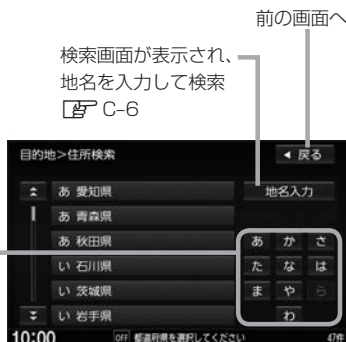 前の画面へ
検索画面が表示され、
地名を入力して検索
C-6
目的地>住所検索
◀ 戻る
あ 愛知県
地名入力
あ 青森県
あ 秋田県
あ か さ
い 石川県
た な は
い 茨城県
ま や ら
い 岩手県
わ
10:00 OFF 都道府県を選択してください 47件